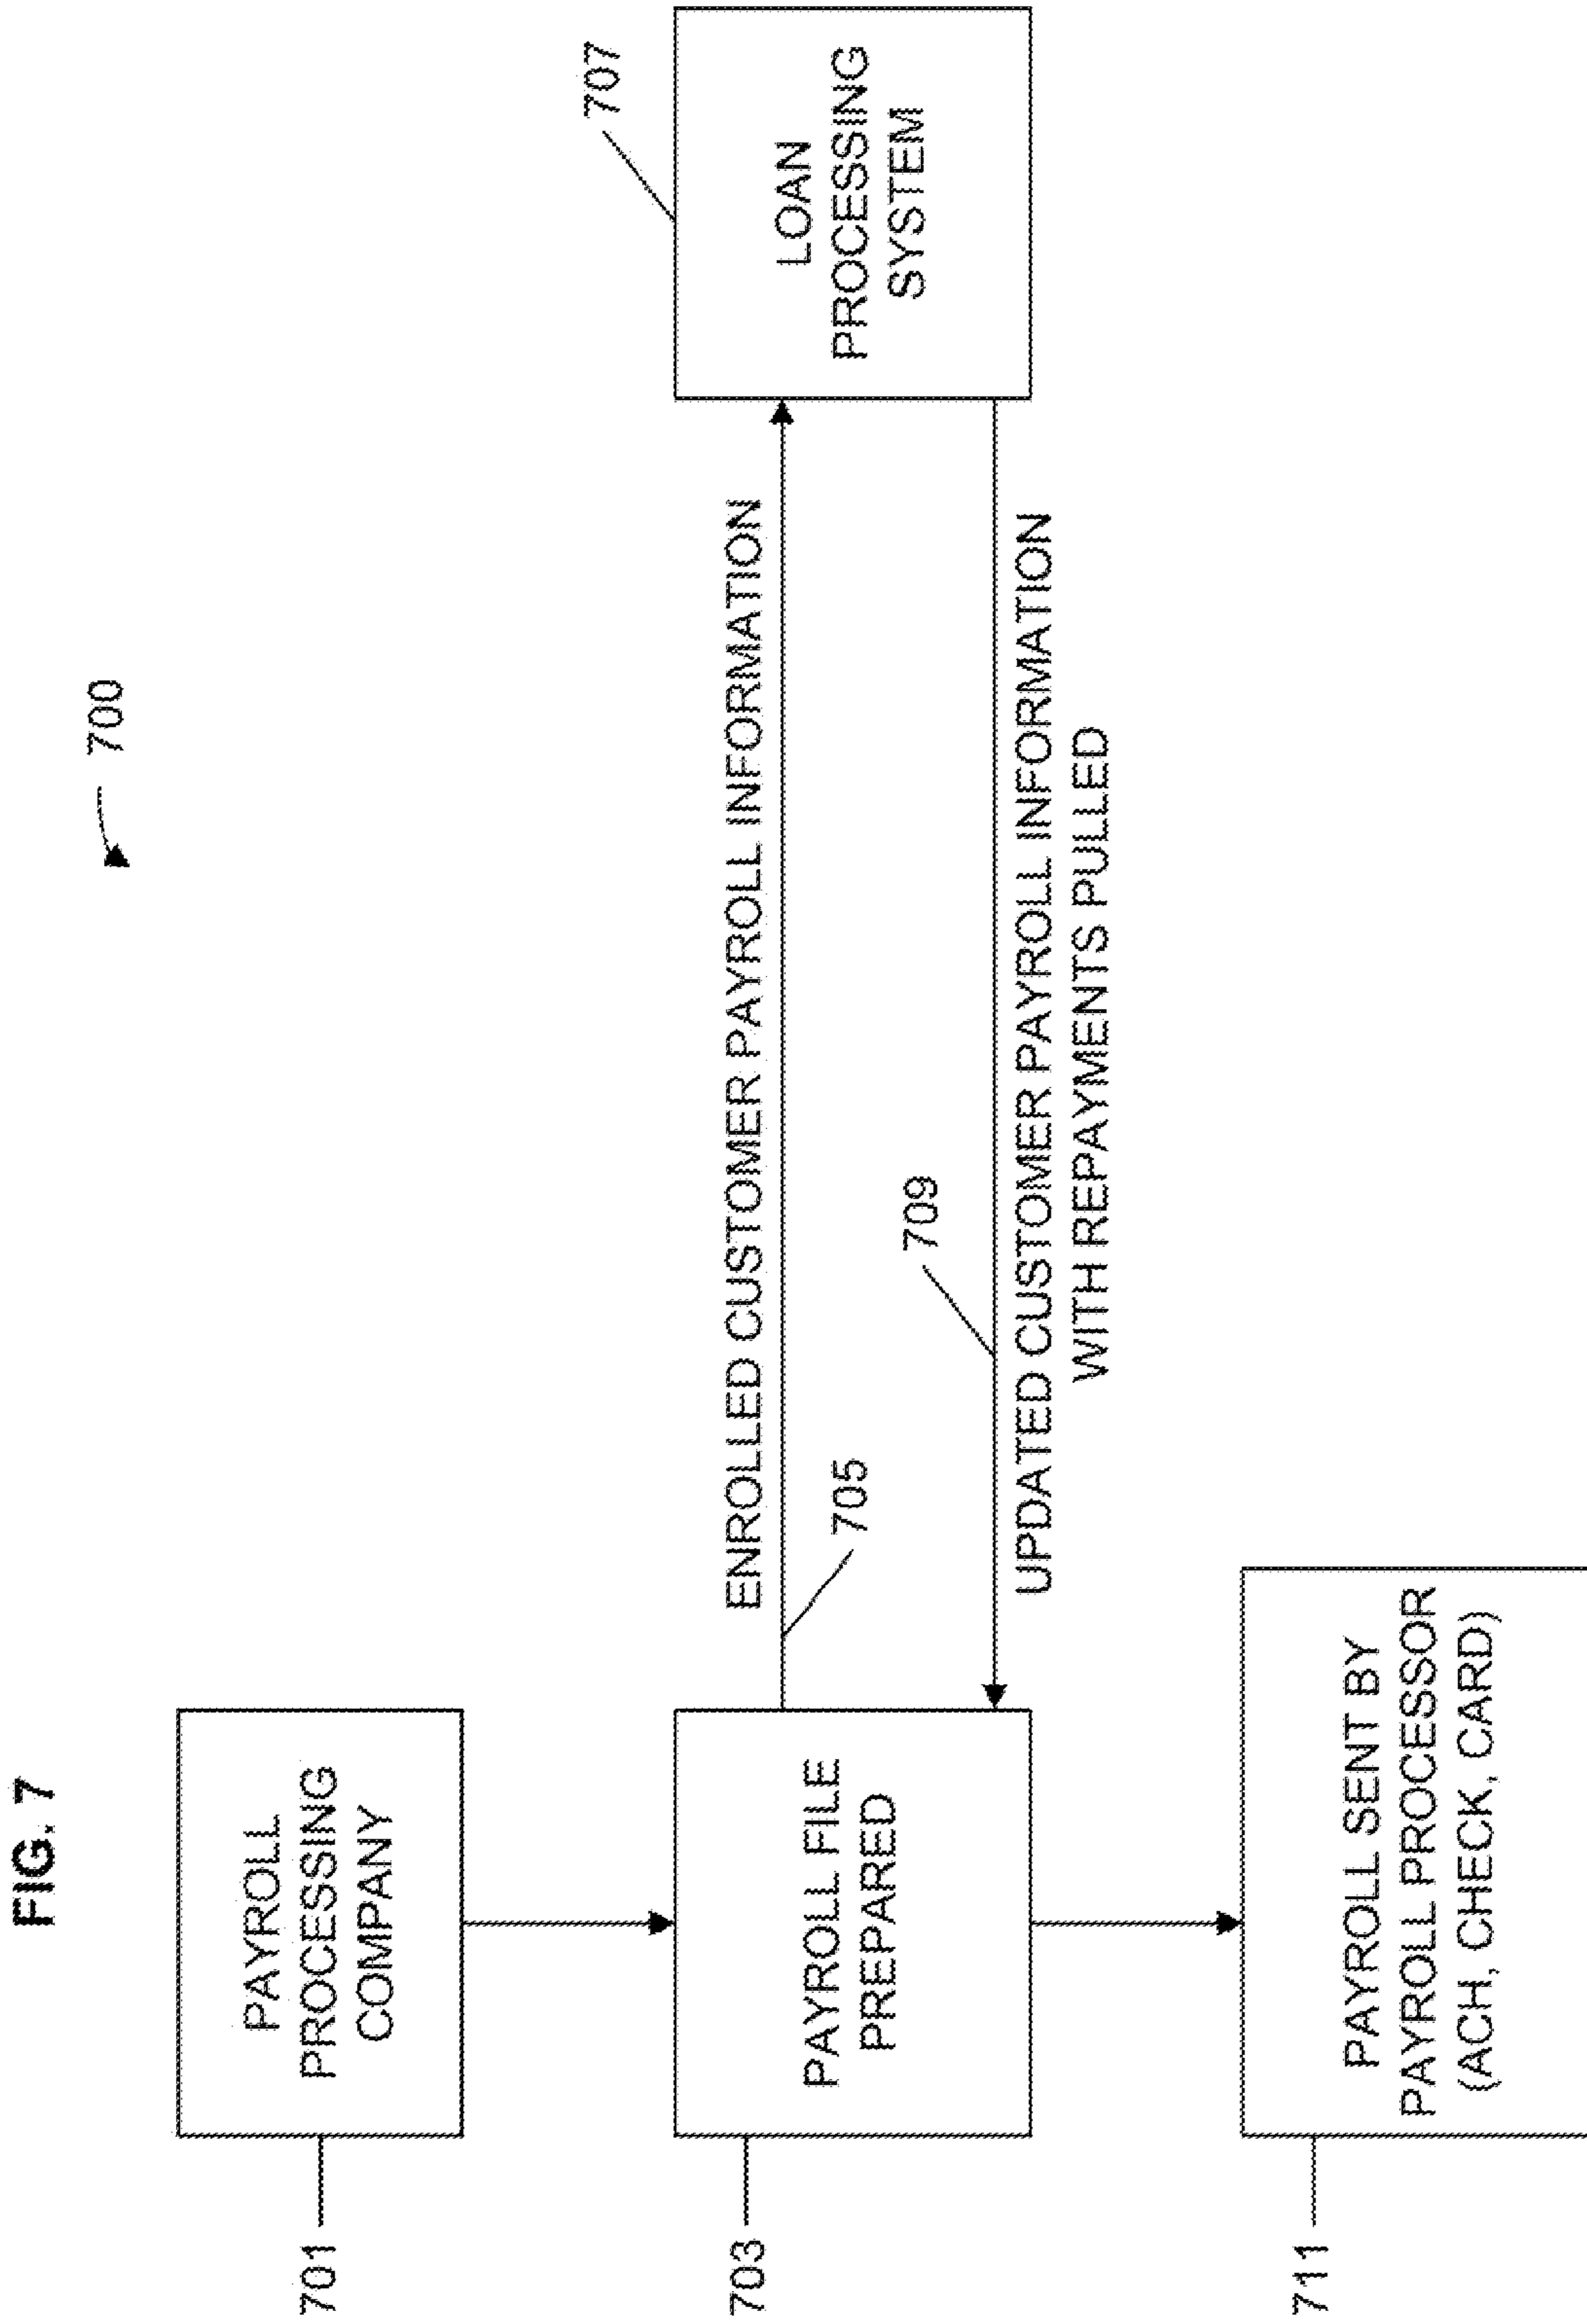 FIG. 7
700
701
PAYROLL
PROCESSING
COMPANY
703
PAYROLL FILE
PREPARED
ENROLLED CUSTOMER PAYROLL INFORMATION
705
707
LOAN
PROCESSING
SYSTEM
709
UPDATED CUSTOMER PAYROLL INFORMATION
WITH REPAYMENTS PULLED
711
PAYROLL SENT BY
PAYROLL PROCESSOR
(ACH, CHECK, CARD)